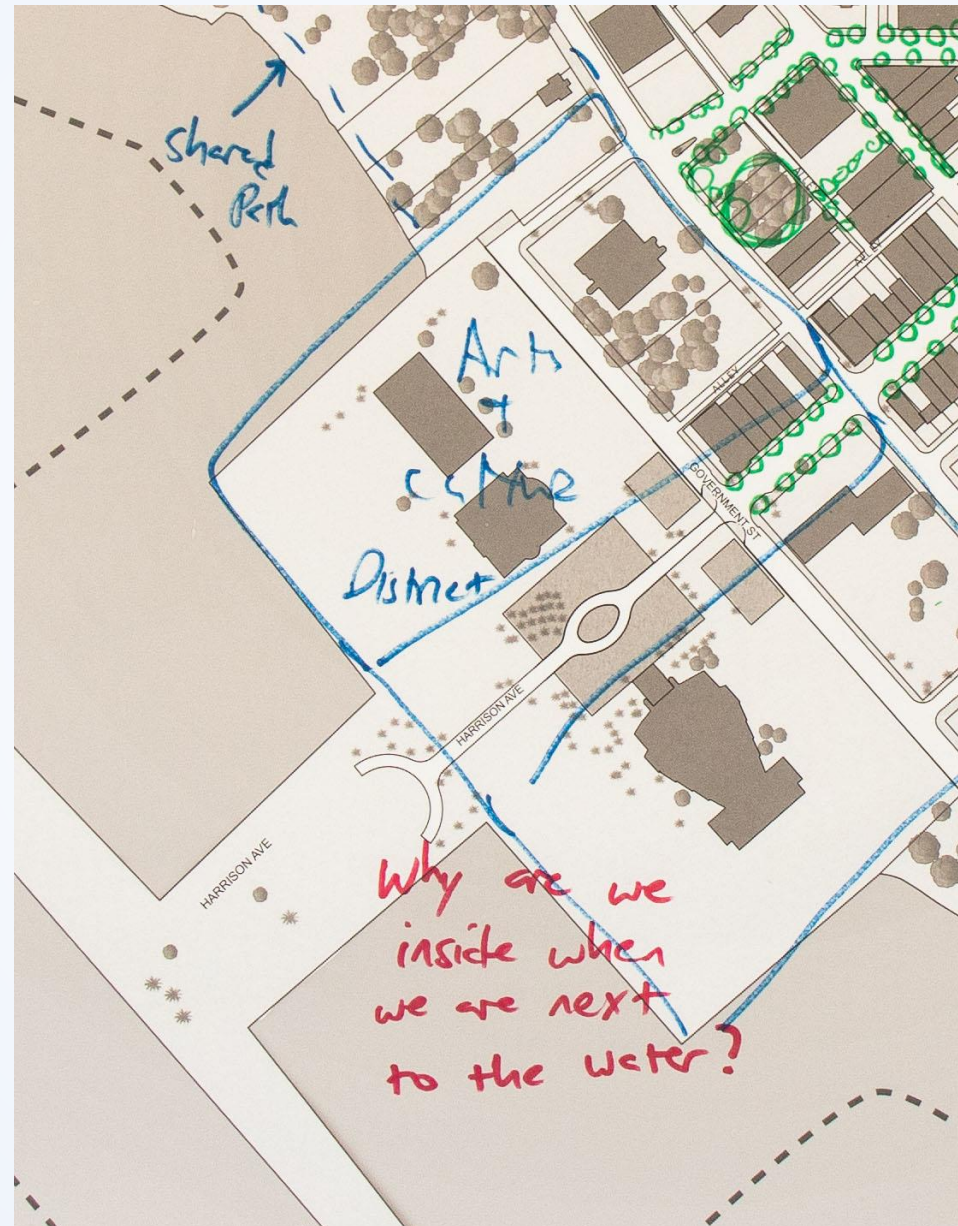 Shared
Path
Arts
+
culture
District
ALLEY
ALLEY
GOVERNMENT ST
HARRISON AVE
HARRISON AVE
Why are we
inside when
we are next
to the water?